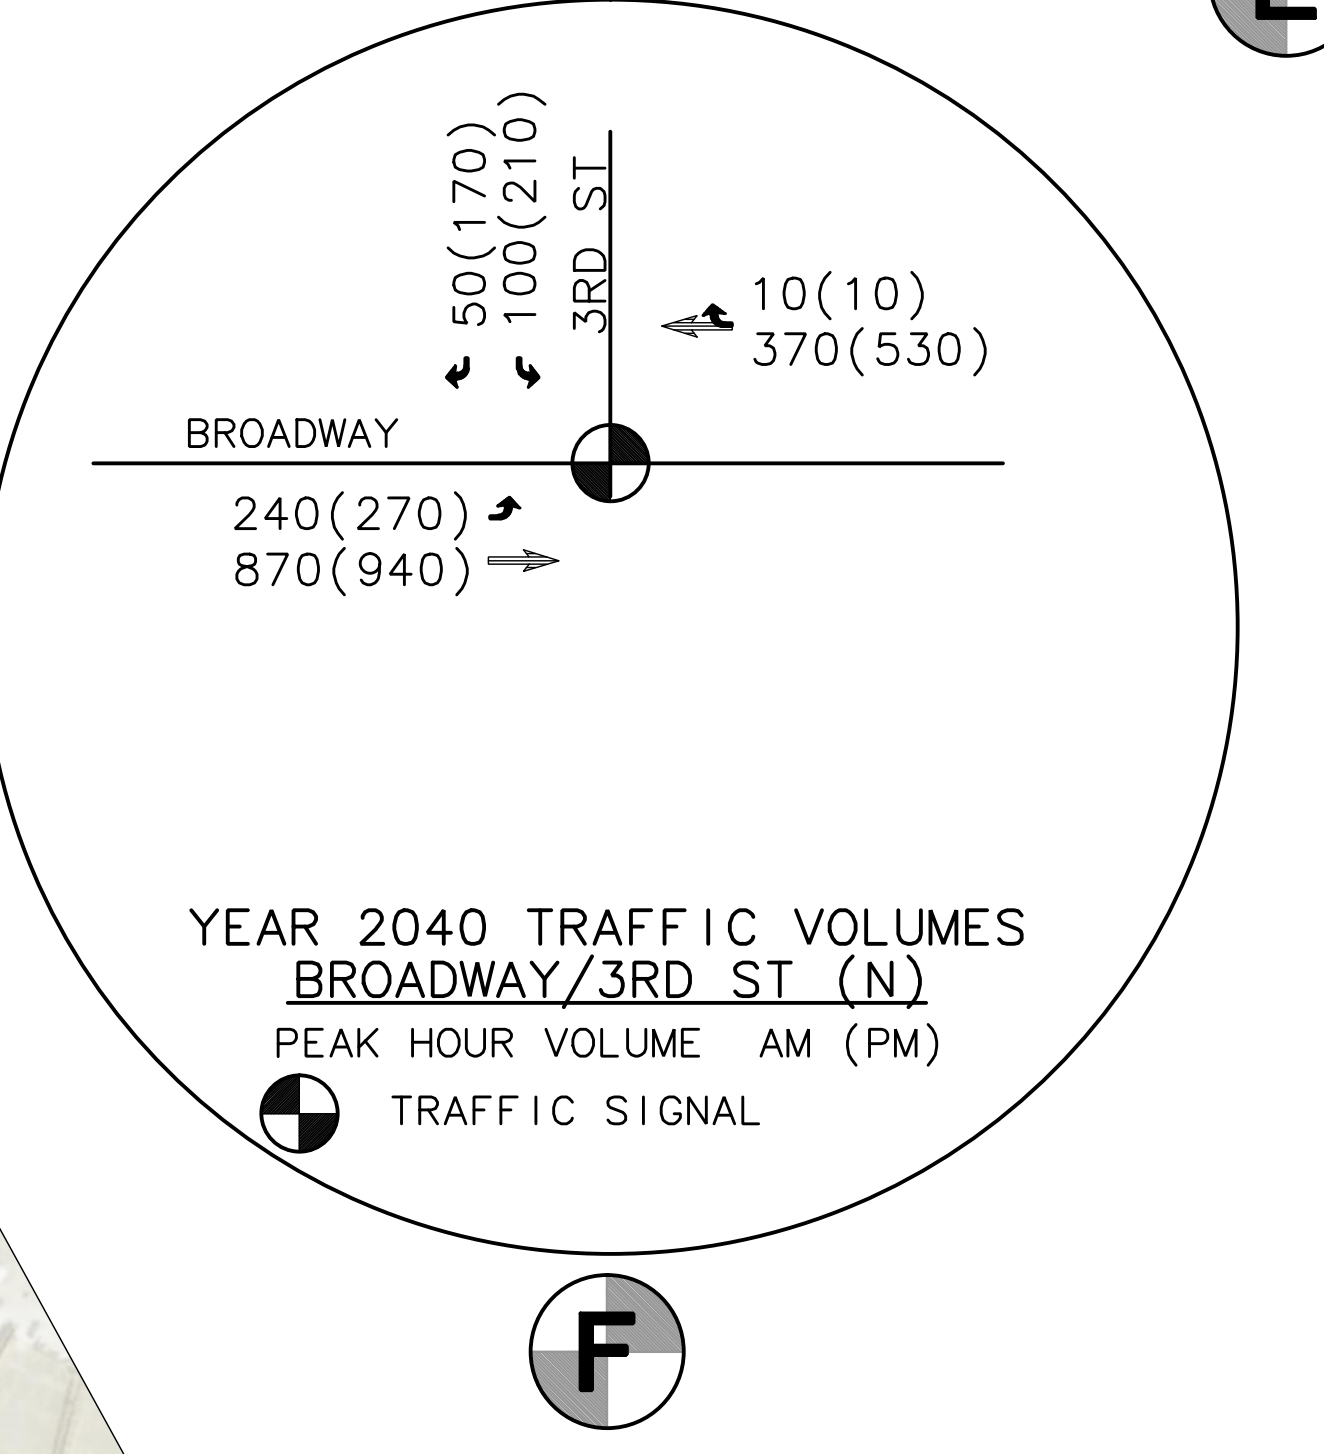 50(170)
100(210)
3RD ST
10(10)
370(530)
BROADWAY
240(270)
870(940)
YEAR 2040 TRAFFIC VOLUMES
BROADWAY/3RD ST (N)
PEAK HOUR VOLUME AM (PM)
TRAFFIC SIGNAL
F